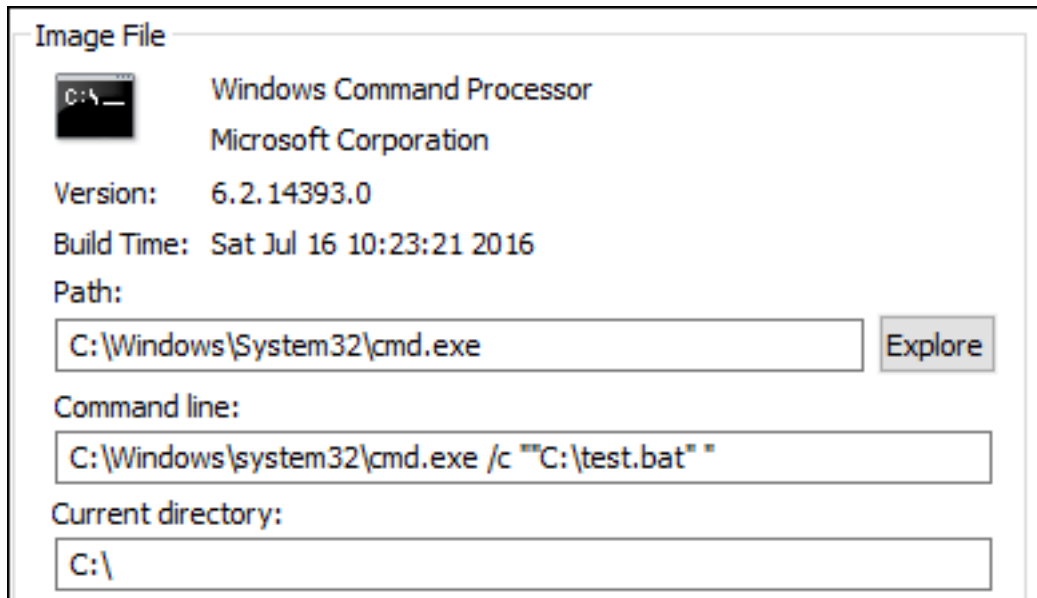 Image File
C:\
Windows Command Processor
Microsoft Corporation
Version: 6.2.14393.0
Build Time: Sat Jul 16 10:23:21 2016
Path:
C:\Windows\System32\cmd.exe Explore
Command line:
C:\Windows\system32\cmd.exe /c ""C:\test.bat" "
Current directory:
C:\